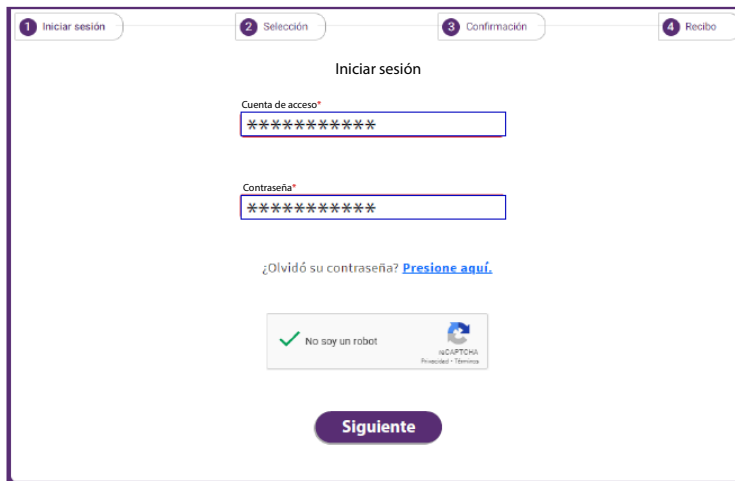 1 Iniciar sesión
2 Selección
3 Confirmación
4 Recibo
Iniciar sesión
Cuenta de acceso*
***********
Contraseña*
***********
¿Olvidó su contraseña? Presione aquí.
No soy un robot
reCAPTCHA
Privacidad • Términos
Siguiente